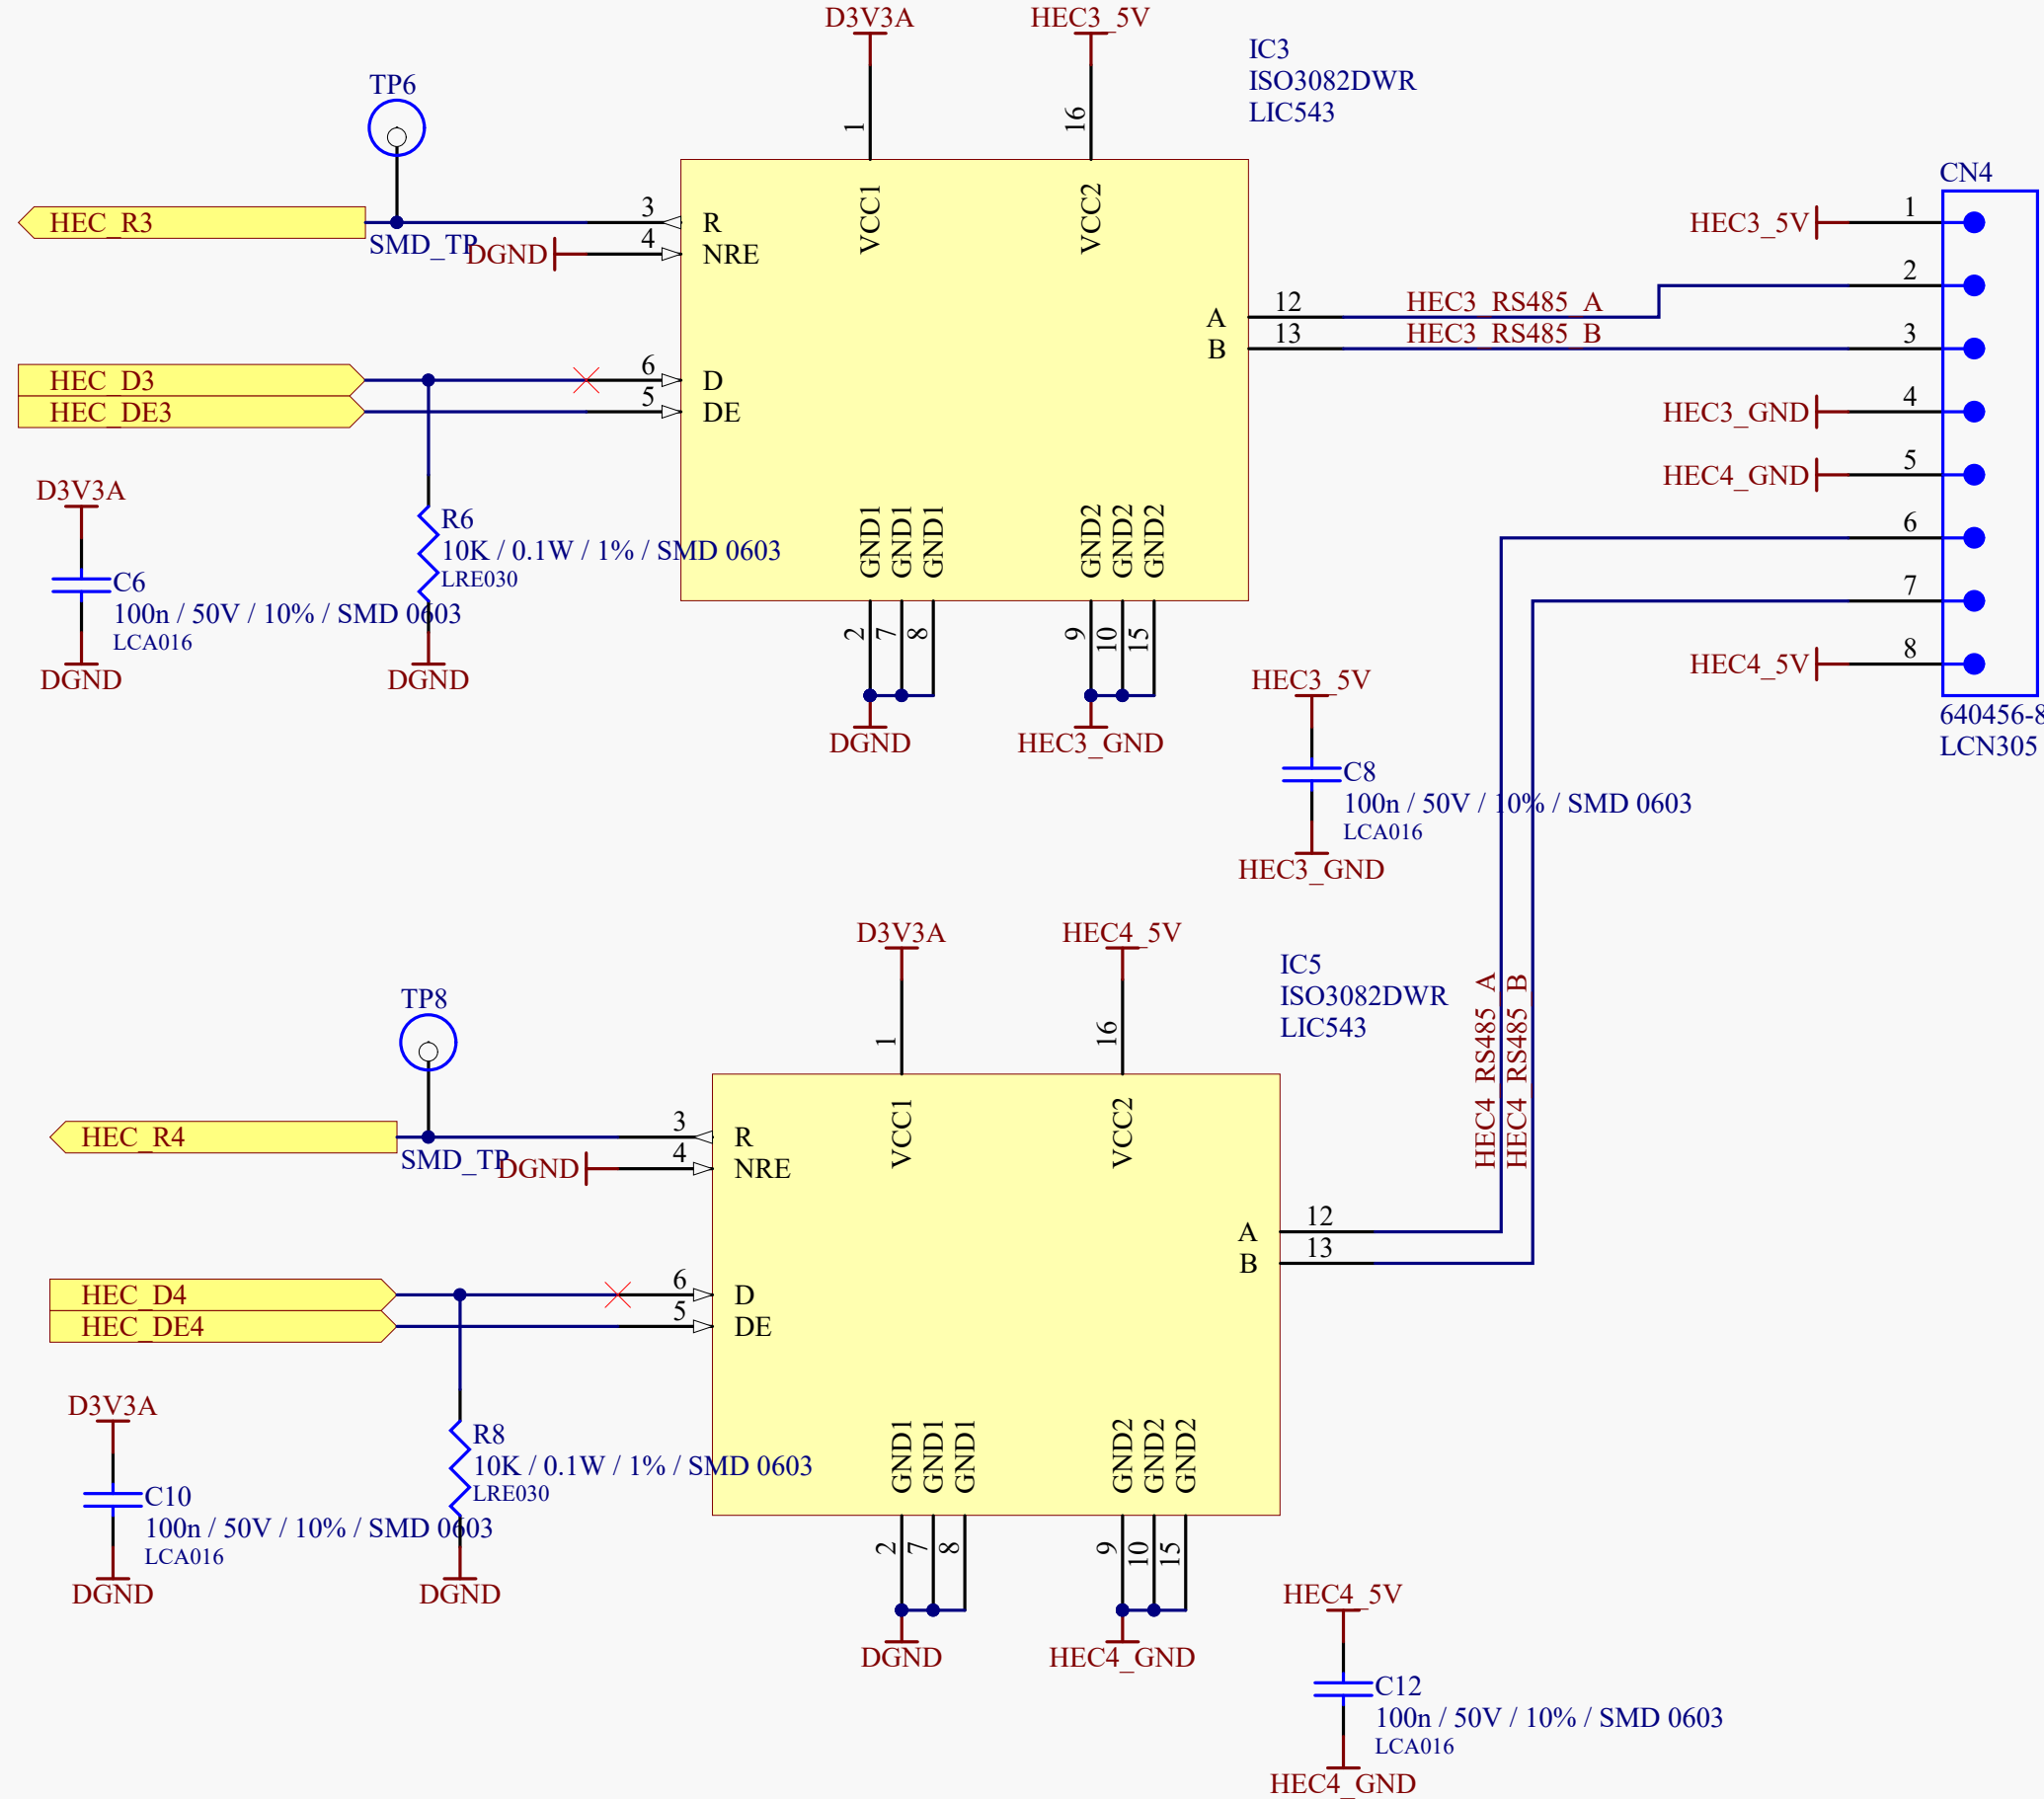 D3V3A
HEC3_5V
IC3
ISO3082DWR
LIC543
TP6
1
16
CN4
HEC_R3
SMD_TP
DGND
3
4
R
NRE
VCC1
VCC2
HEC3_5V
1
2
12
HEC3_RS485_A
A
13
HEC3_RS485_B
B
3
HEC_D3
HEC_DE3
6
5
D
DE
HEC3_GND
4
HEC4_GND
5
6
7
HEC4_5V
8
640456-8
LCN305
D3V3A
C6
100n / 50V / 10% / SMD 0603
LCA016
DGND
R6
10K / 0.1W / 1% / SMD 0603
LRE030
DGND
GND1
GND1
GND1
GND2
GND2
GND2
2
7
8
9
10
15
DGND
HEC3_GND
HEC3_5V
C8
100n / 50V / 10% / SMD 0603
LCA016
HEC3_GND
D3V3A
HEC4_5V
IC5
ISO3082DWR
LIC543
HEC4_RS485_A
HEC4_RS485_B
TP8
1
16
HEC_R4
SMD_TP
DGND
3
4
R
NRE
VCC1
VCC2
12
A
13
B
HEC_D4
HEC_DE4
6
5
D
DE
D3V3A
C10
100n / 50V / 10% / SMD 0603
LCA016
DGND
R8
10K / 0.1W / 1% / SMD 0603
LRE030
DGND
GND1
GND1
GND1
GND2
GND2
GND2
2
7
8
9
10
15
DGND
HEC4_GND
HEC4_5V
C12
100n / 50V / 10% / SMD 0603
LCA016
HEC4_GND